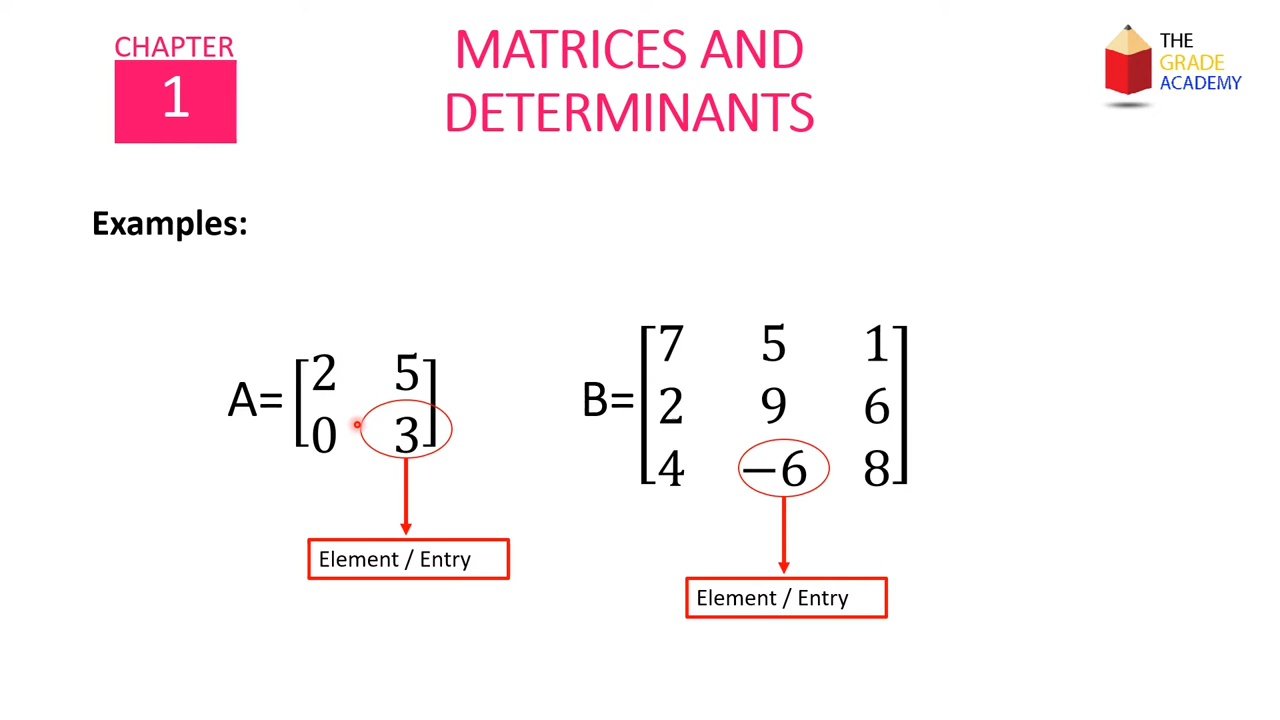 CHAPTER
1
MATRICES AND
DETERMINANTS
THE
GRADE
ACADEMY
Examples:
A= [2 5
0 3]
B= [7 5 1
2 9 6
4 −6 8]
Element / Entry
Element / Entry